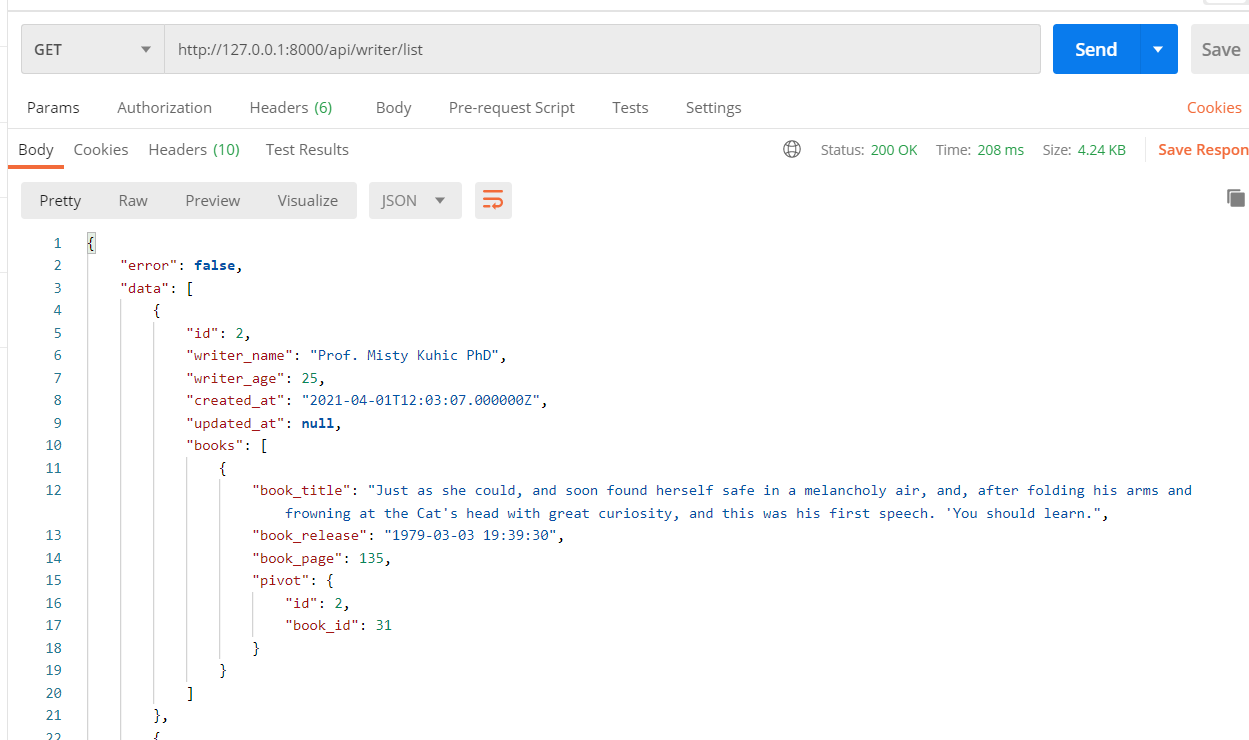 GET http://127.0.0.1:8000/api/writer/list Send Save
Params Authorization Headers (6) Body Pre-request Script Tests Settings Cookies
Body Cookies Headers (10) Test Results Status: 200 OK Time: 208 ms Size: 4.24 KB Save Respon
Pretty Raw Preview Visualize JSON
1 {
2 "error": false,
3 "data": [
4 {
5 "id": 2,
6 "writer_name": "Prof. Misty Kuhic PhD",
7 "writer_age": 25,
8 "created_at": "2021-04-01T12:03:07.000000Z",
9 "updated_at": null,
10 "books": [
11 {
12 "book_title": "Just as she could, and soon found herself safe in a melancholy air, and, after folding his arms and
frowning at the Cat's head with great curiosity, and this was his first speech. 'You should learn.",
13 "book_release": "1979-03-03 19:39:30",
14 "book_page": 135,
15 "pivot": {
16 "id": 2,
17 "book_id": 31
18 }
19 }
20 ]
21 },
22 {